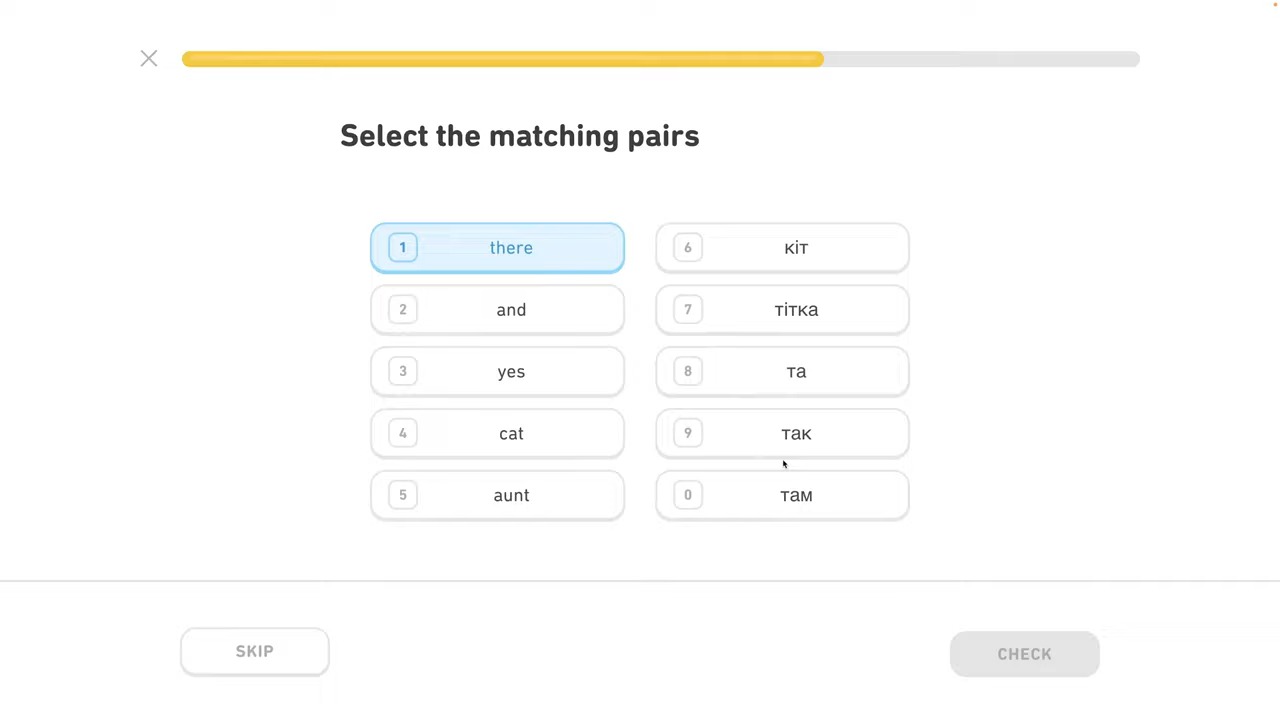 Select the matching pairs
1 there
6 кіт
2 and
7 тітка
3 yes
8 та
4 cat
9 так
5 aunt
0 там
SKIP
CHECK